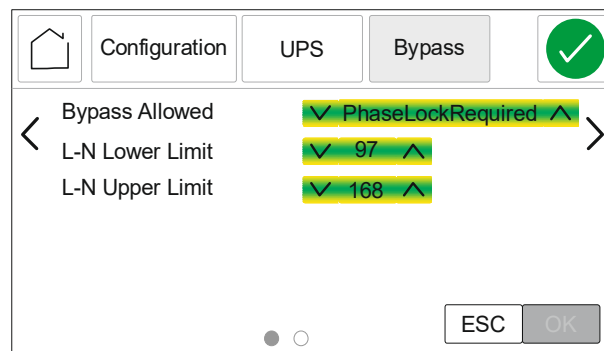 Configuration UPS Bypass
Bypass Allowed PhaseLockRequired
L-N Lower Limit 97
L-N Upper Limit 168
ESC OK